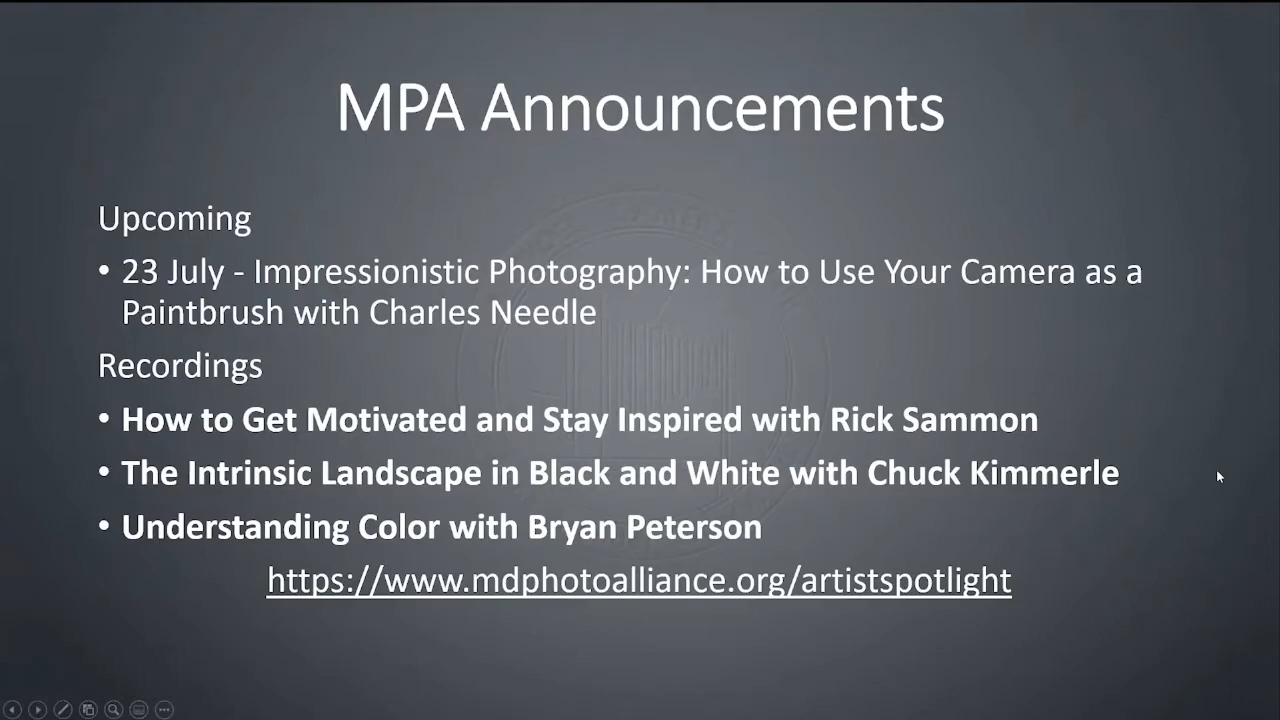 MPA Announcements
Upcoming
• 23 July - Impressionistic Photography: How to Use Your Camera as a
Paintbrush with Charles Needle
Recordings
• How to Get Motivated and Stay Inspired with Rick Sammon
• The Intrinsic Landscape in Black and White with Chuck Kimmerle
• Understanding Color with Bryan Peterson
https://www.mdphotoalliance.org/artistspotlight